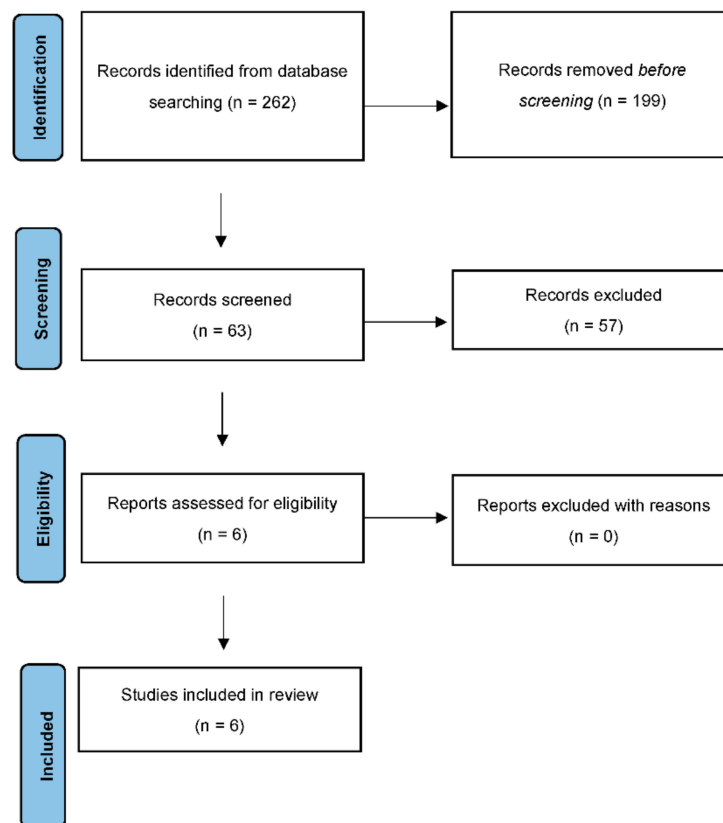 Identification
Records identified from database
searching (n = 262)
Records removed before
screening (n = 199)
Screening
Records screened
(n = 63)
Records excluded
(n = 57)
Eligibility
Reports assessed for eligibility
(n = 6)
Reports excluded with reasons
(n = 0)
Included
Studies included in review
(n = 6)